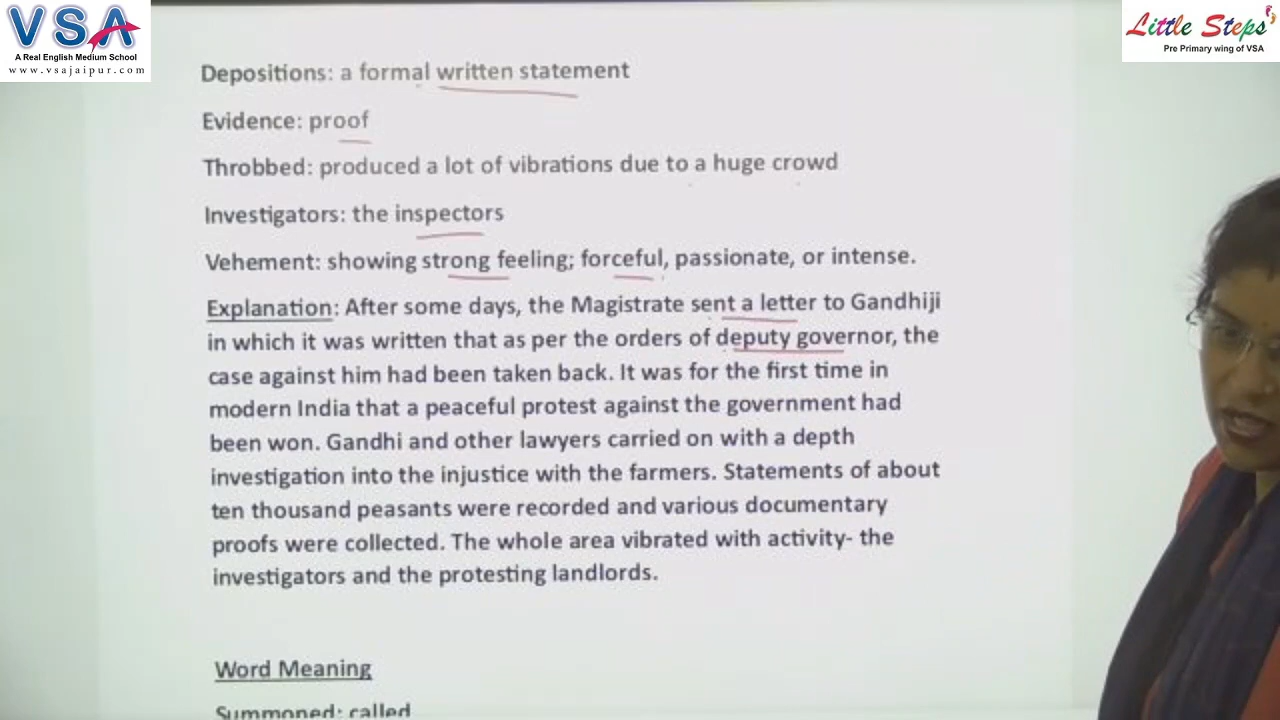 VSA
A Real English Medium School
www.vsajaipur.com
Little Steps
Pre Primary wing of VSA
Depositions: a formal written statement
Evidence: proof
Throbbed: produced a lot of vibrations due to a huge crowd
Investigators: the inspectors
Vehement: showing strong feeling; forceful, passionate, or intense.
Explanation: After some days, the Magistrate sent a letter to Gandhiji
in which it was written that as per the orders of deputy governor, the
case against him had been taken back. It was for the first time in
modern India that a peaceful protest against the government had
been won. Gandhi and other lawyers carried on with a depth
investigation into the injustice with the farmers. Statements of about
ten thousand peasants were recorded and various documentary
proofs were collected. The whole area vibrated with activity- the
investigators and the protesting landlords.
Word Meaning
Summoned: called